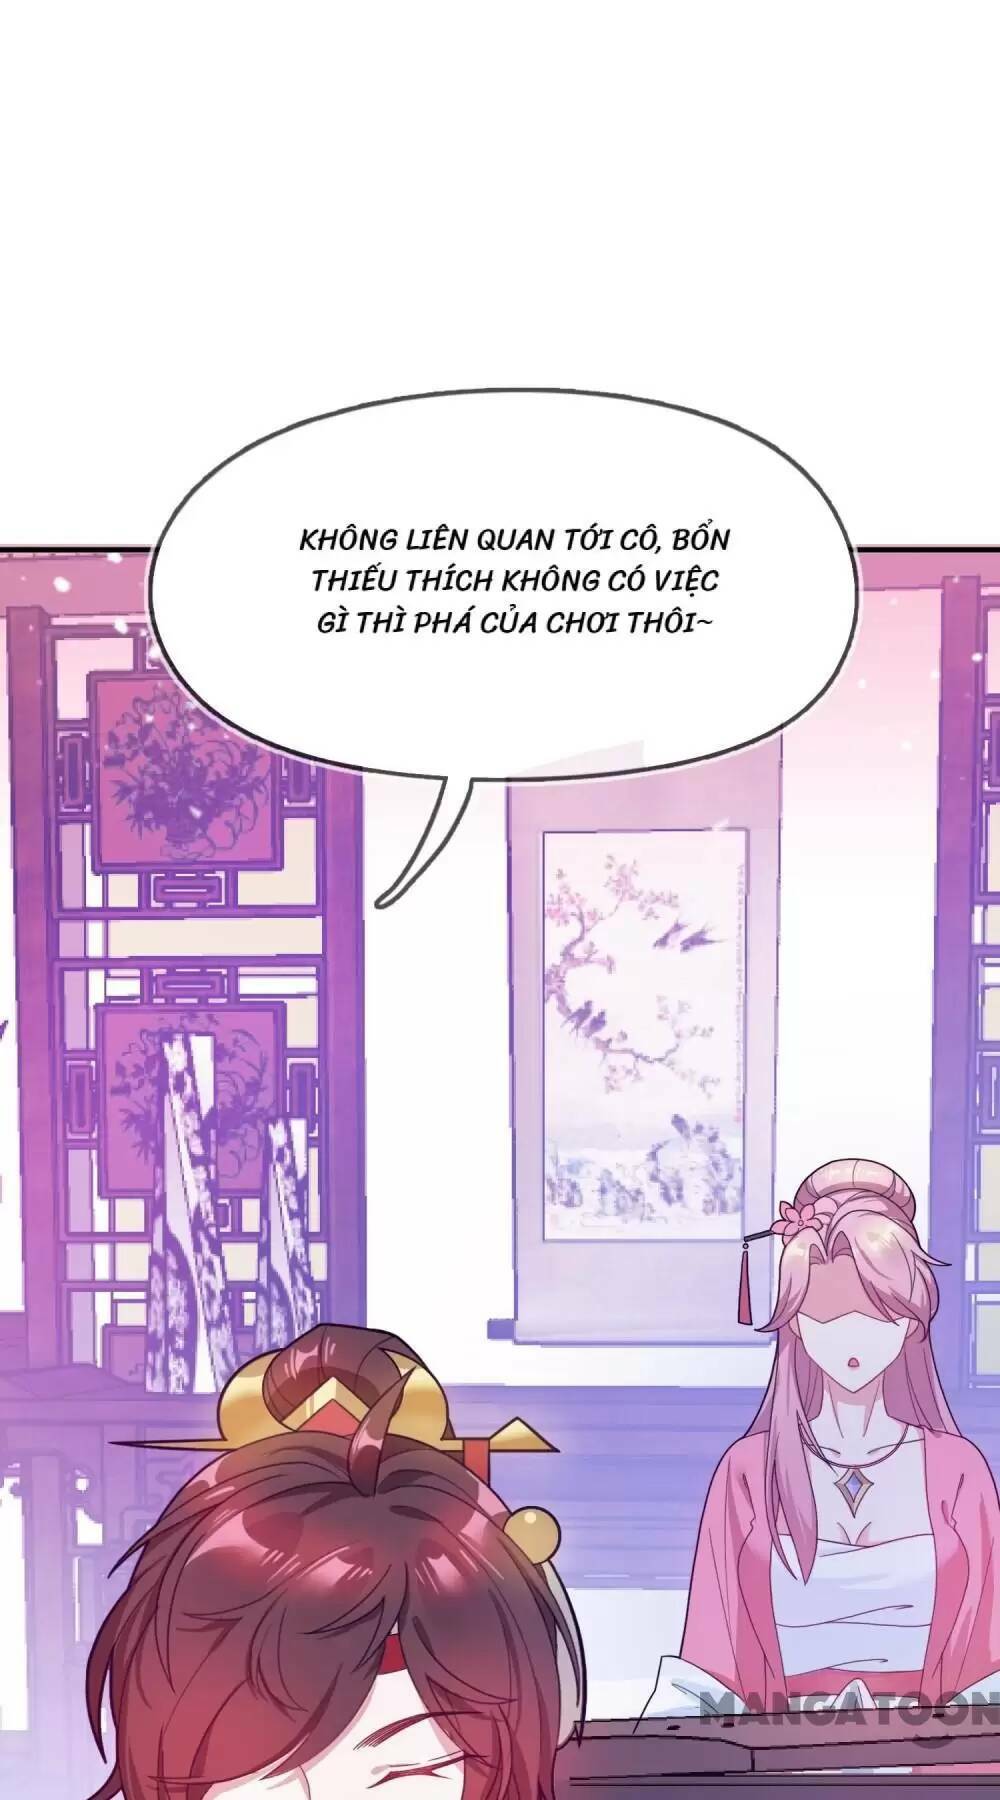 KHÔNG LIÊN QUAN TỚI CÔ, BỔN
THIẾU THÍCH KHÔNG CÓ VIỆC
GÌ THÌ PHÁ CỦA CHƠI THÔI~
MANGATOON